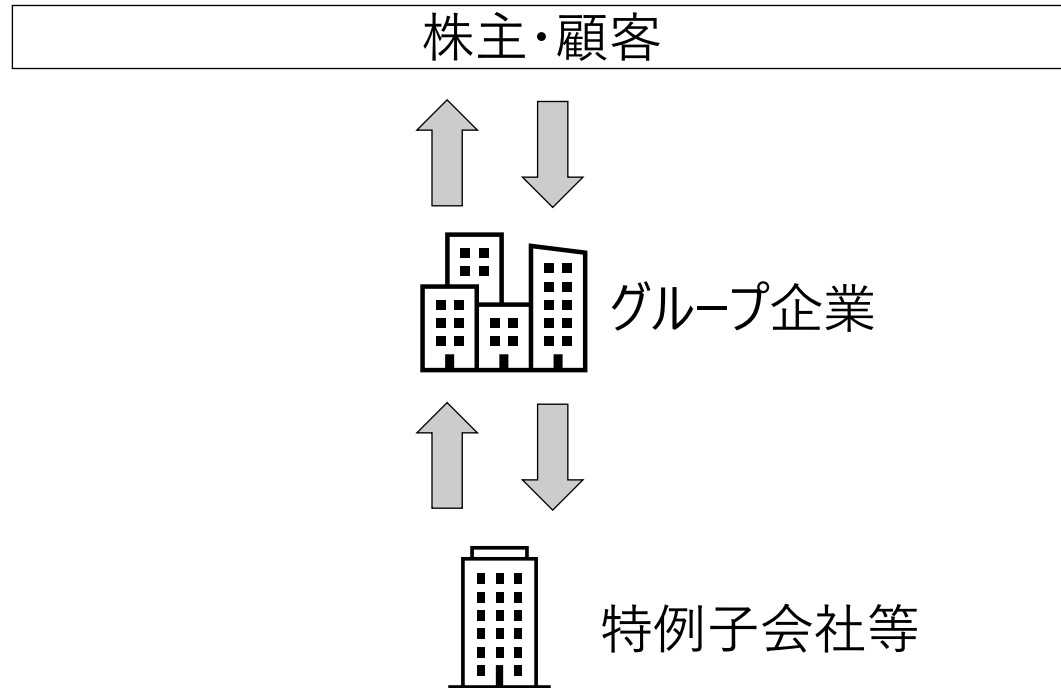 株主・顧客
グループ企業
特例子会社等